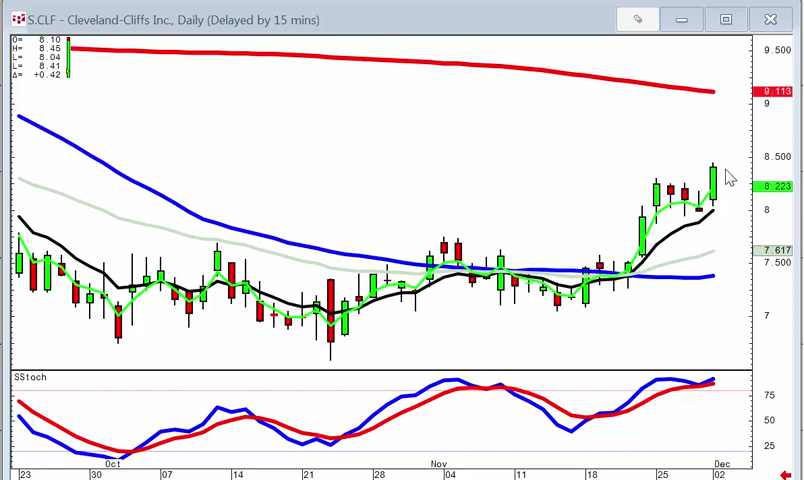 S.CLF - Cleveland-Cliffs Inc., Daily (Delayed by 15 mins)
O= 8.10
H= 8.45
L= 8.04
L= 8.41
Δ= +0.42
9.500
9.113
9
8.500
8.223
8
7.617
7.500
7
SStoch
75
50
25
Oct Nov Dec
23 30 07 14 21 28 04 11 18 25 02